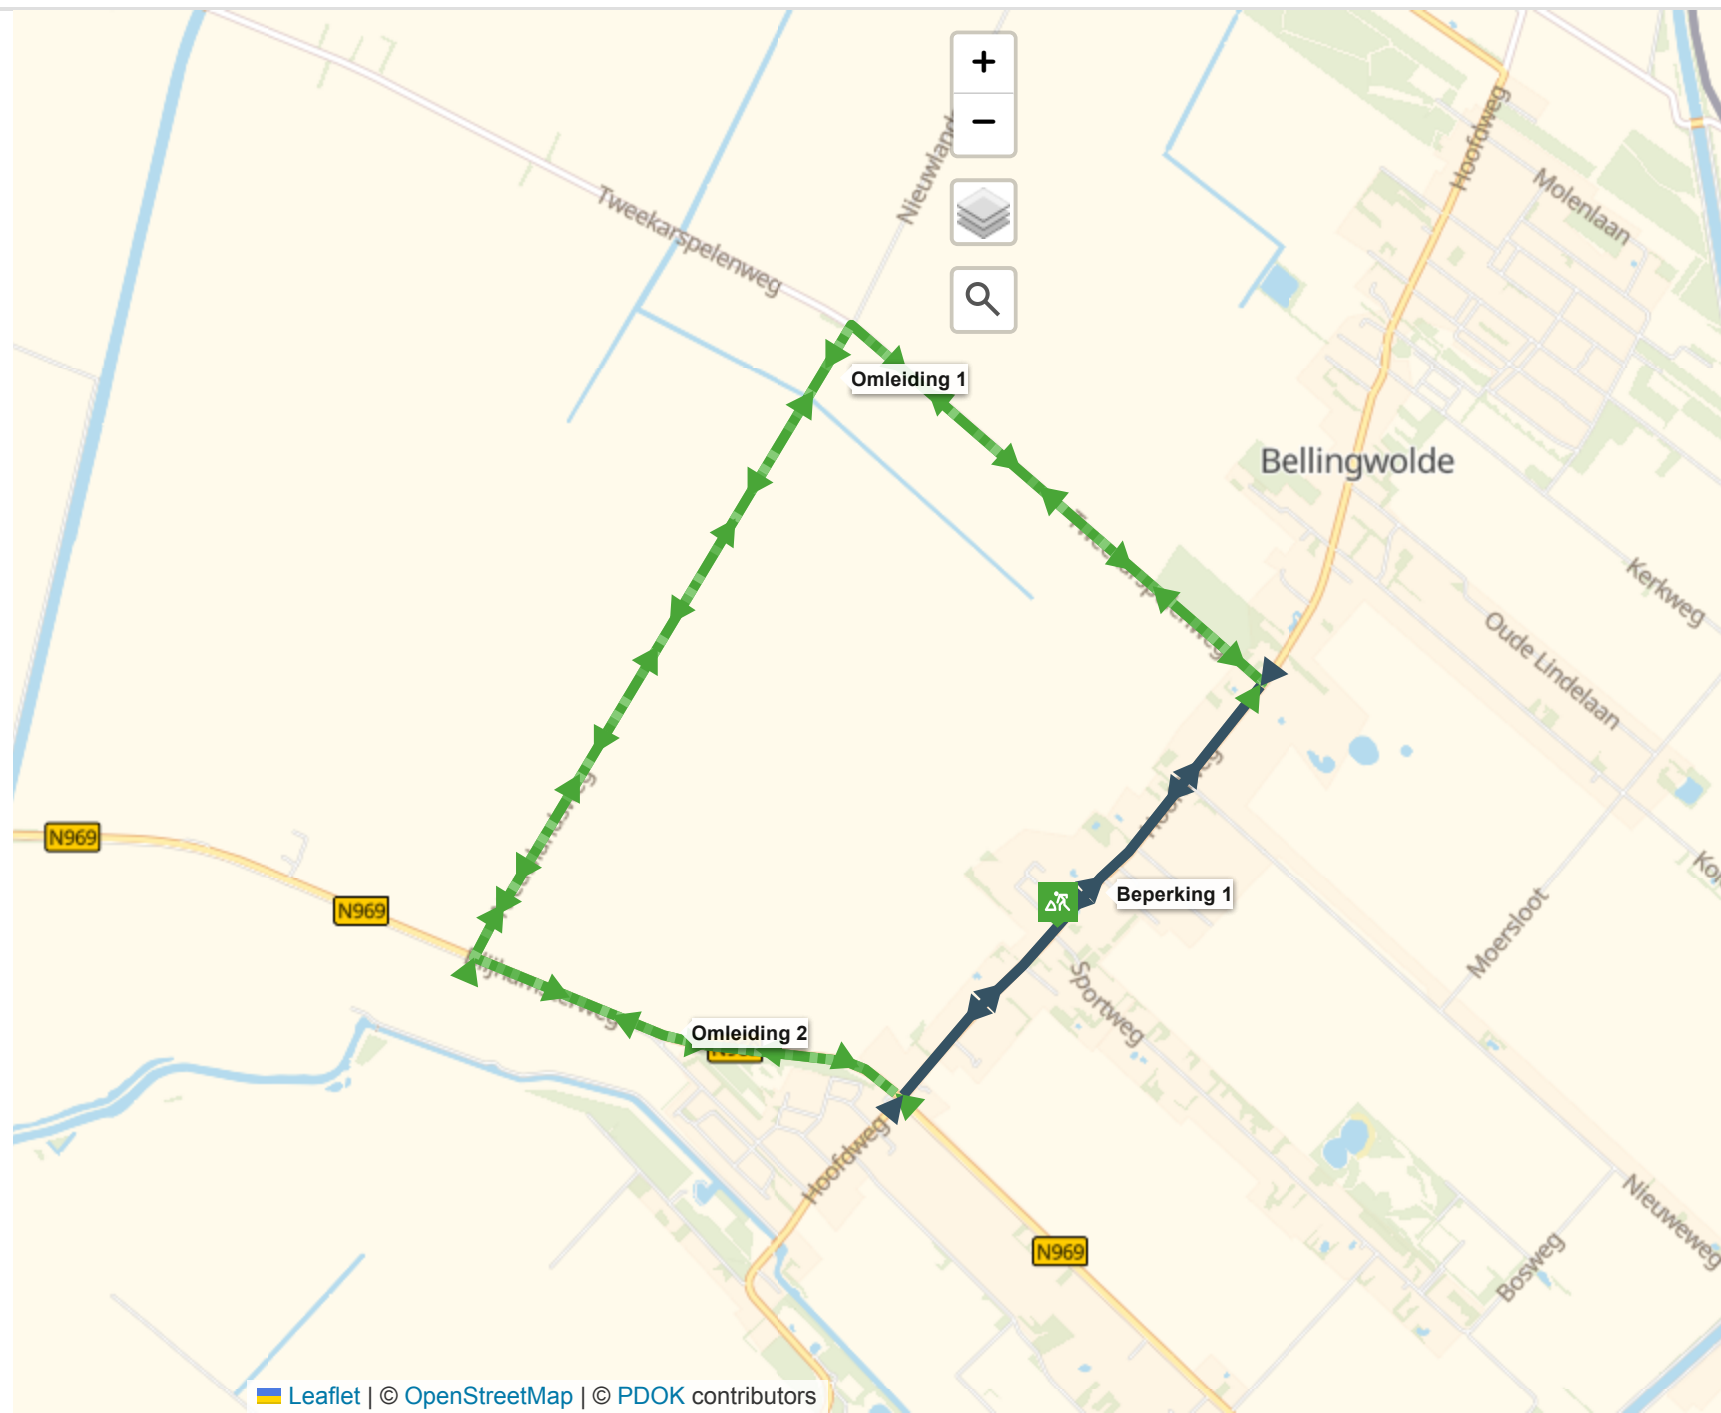 +
−
Hoofdweg
Molenlaan
Tweekarspelenweg
Omleiding 1
Bellingwolde
Kerkweg
Oude Lindelaan
N969
N969
Beperking 1
Moersloot
Sportweg
Omleiding 2
Hoofdweg
Nieuweweg
Bosweg
N969
Leaflet | © OpenStreetMap | © PDOK contributors